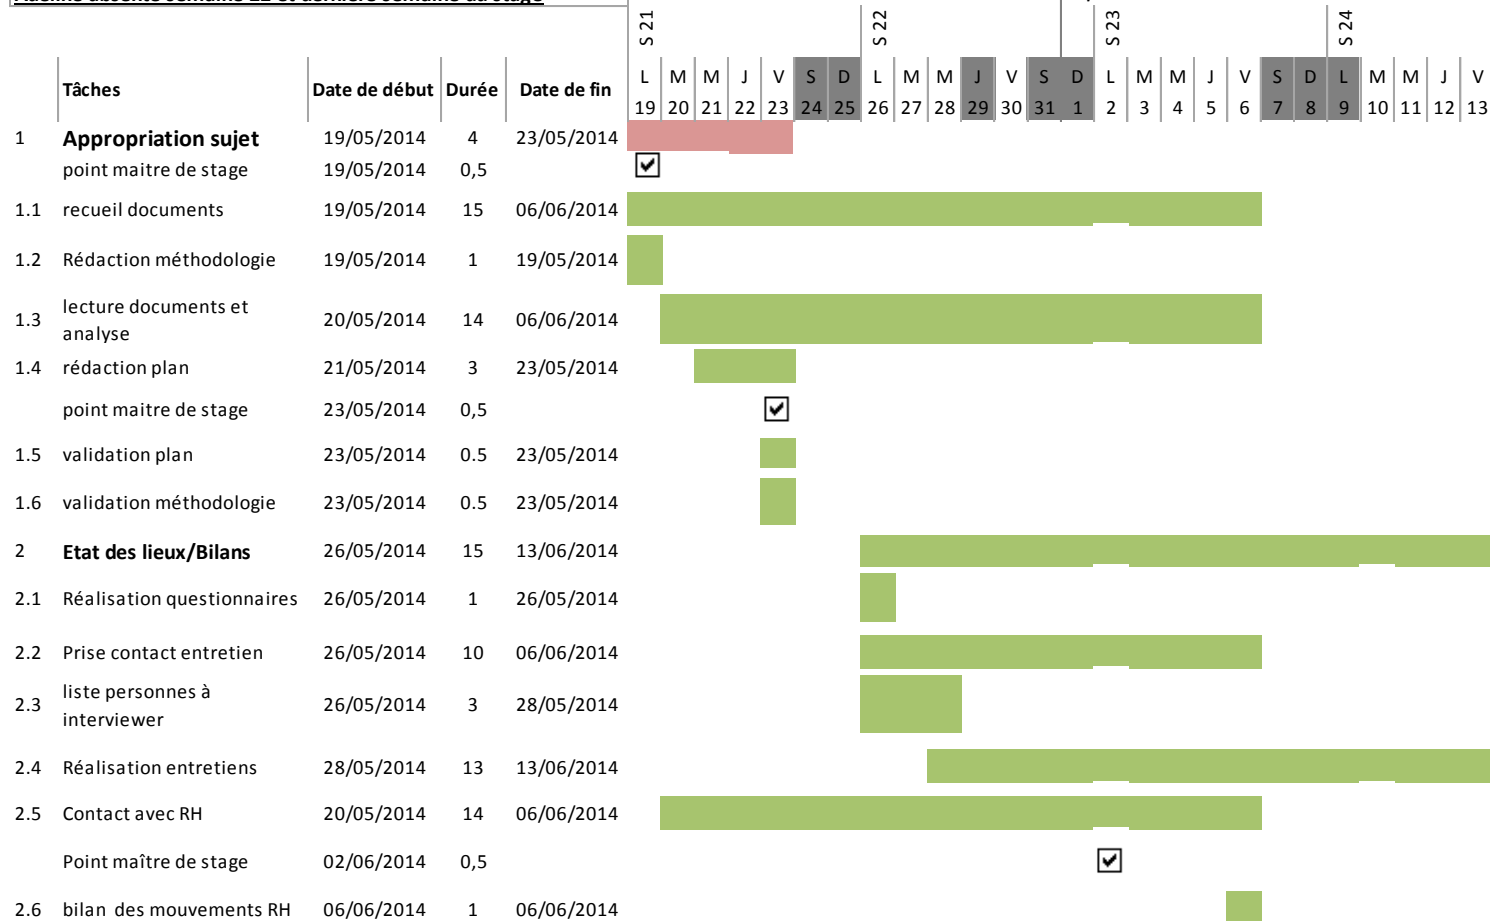 S 21 S 22 S 23 S 24
L M M J V S D L M M J V S D L M M J V S D L M M J V
Tâches Date de début Durée Date de fin
19 20 21 22 23 24 25 26 27 28 29 30 31 1 2 3 4 5 6 7 8 9 10 11 12 13
1 Appropriation sujet 19/05/2014 4 23/05/2014
point maitre de stage 19/05/2014 0,5
1.1 recueil documents 19/05/2014 15 06/06/2014
1.2 Rédaction méthodologie 19/05/2014 1 19/05/2014
1.3 lecture documents et
analyse 20/05/2014 14 06/06/2014
1.4 rédaction plan 21/05/2014 3 23/05/2014
point maitre de stage 23/05/2014 0,5
1.5 validation plan 23/05/2014 0.5 23/05/2014
1.6 validation méthodologie 23/05/2014 0.5 23/05/2014
2 Etat des lieux/Bilans 26/05/2014 15 13/06/2014
2.1 Réalisation questionnaires 26/05/2014 1 26/05/2014
2.2 Prise contact entretien 26/05/2014 10 06/06/2014
2.3 liste personnes à
interviewer 26/05/2014 3 28/05/2014
2.4 Réalisation entretiens 28/05/2014 13 13/06/2014
2.5 Contact avec RH 20/05/2014 14 06/06/2014
Point maître de stage 02/06/2014 0,5
2.6 bilan des mouvements RH 06/06/2014 1 06/06/2014